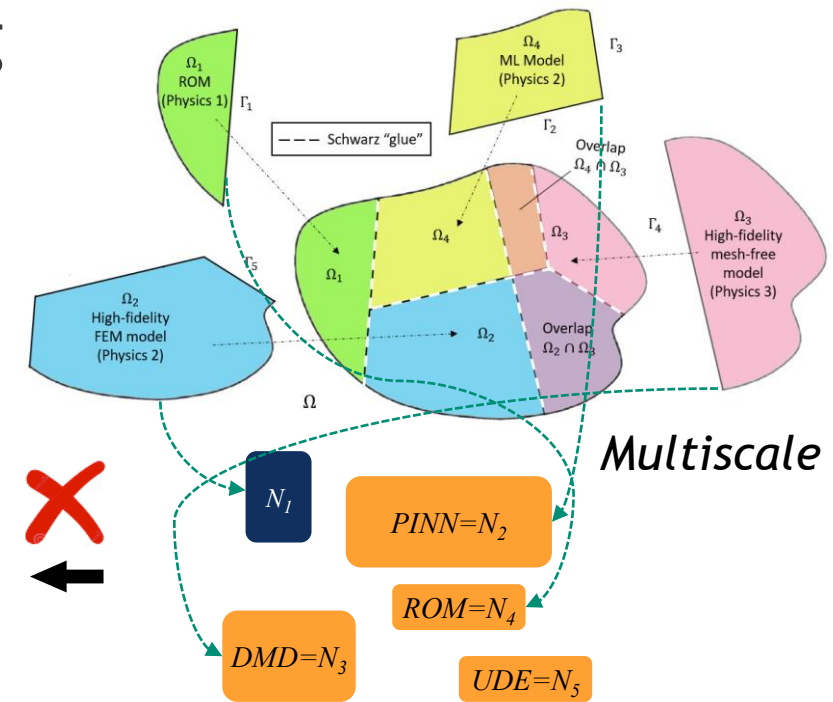 Ω₁
ROM
(Physics 1)
Γ₁
Ω₄
ML Model
(Physics 2)
Γ₃
Γ₂
Schwarz “glue”
Overlap
Ω₄ ∩ Ω₃
Ω₃
High-fidelity
mesh-free
model
(Physics 3)
Γ₄
Γ₅
Ω₂
High-fidelity
FEM model
(Physics 2)
Ω₁
Ω₄
Ω₃
Ω₂
Overlap
Ω₂ ∩ Ω₃
Ω
Multiscale
N₁
PINN=N₂
ROM=N₄
DMD=N₃
UDE=N₅